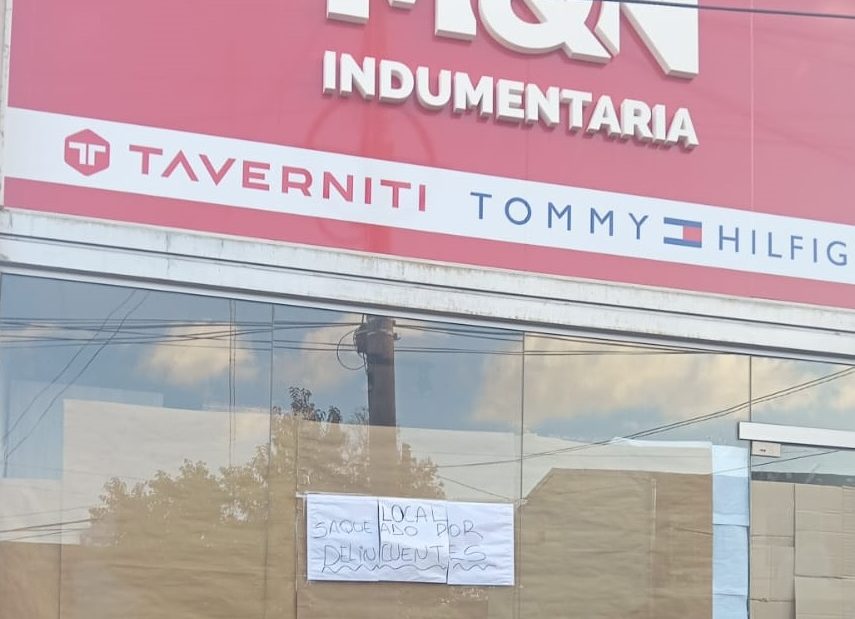 M&N
INDUMENTARIA
TAVERNITI TOMMY HILFIG
LOCAL
SAQUEADO POR
DELINCUENTES